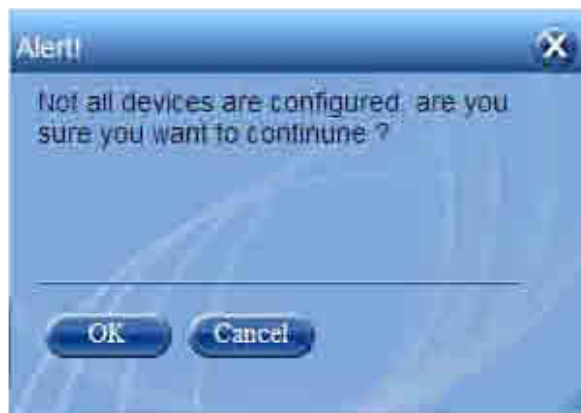 Alert!
Not all devices are configured, are you
sure you want to continune ?
OK
Cancel